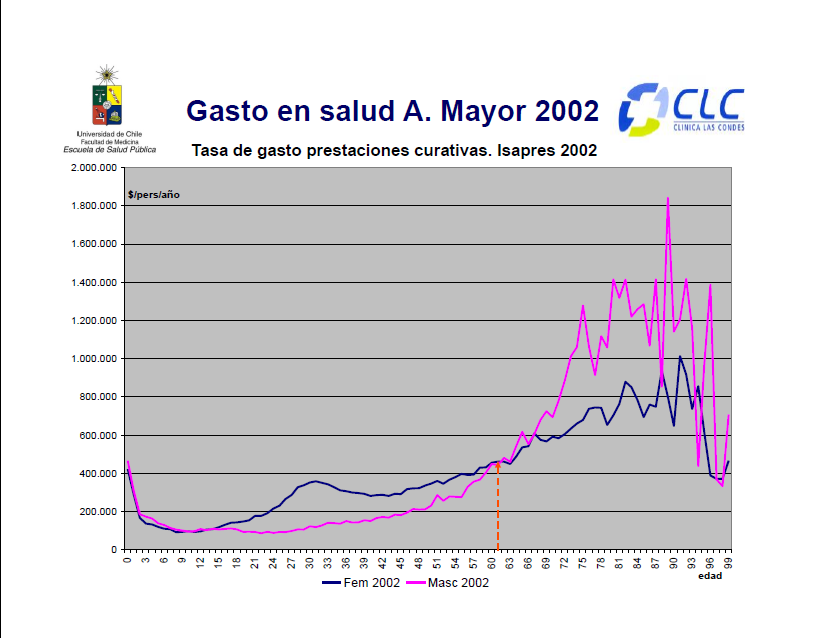 Universidad de Chile
Facultad de Medicina
Escuela de Salud Pública
Gasto en salud A. Mayor 2002
CLC
CLINICA LAS CONDES
Tasa de gasto prestaciones curativas. Isapres 2002
$/pers/año
2.000.000
1.800.000
1.600.000
1.400.000
1.200.000
1.000.000
800.000
600.000
400.000
200.000
0
0 3 6 9 12 15 18 21 24 27 30 33 36 39 42 45 48 51 54 57 60 63 66 69 72 75 78 81 84 87 90 93 96 99
edad
Fem 2002 Masc 2002